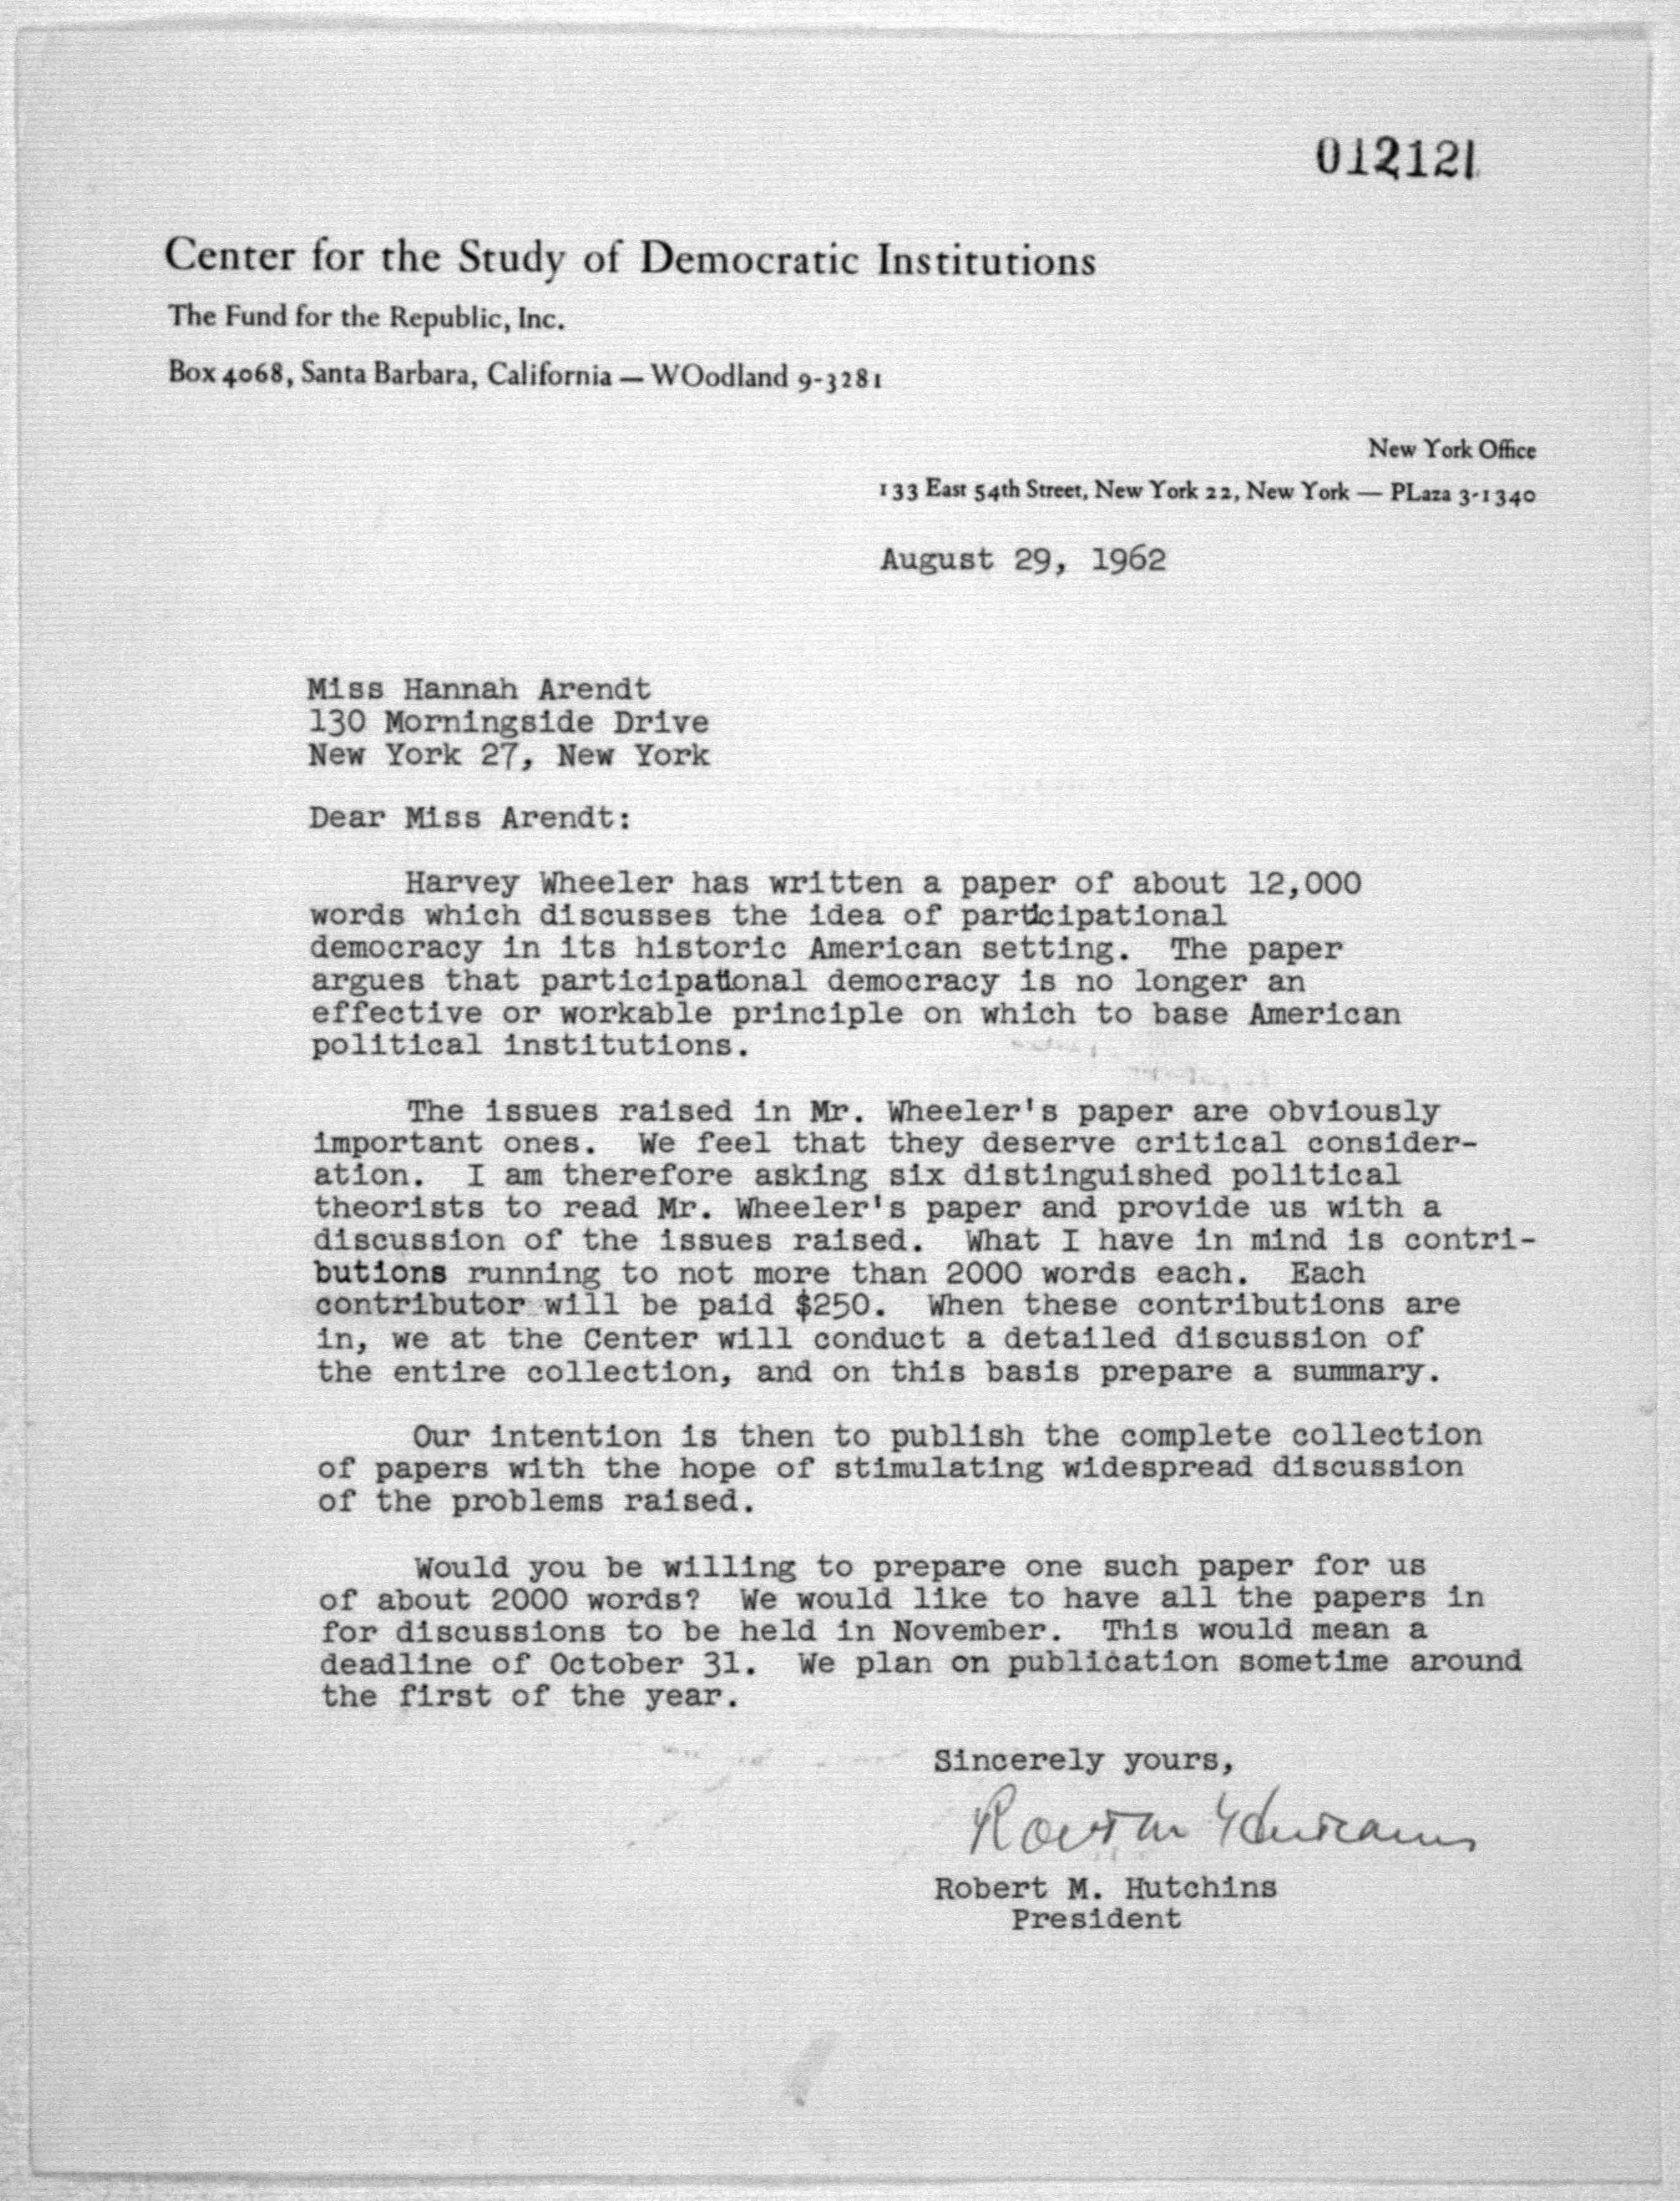 012121
Center for the Study of Democratic Institutions
The Fund for the Republic, Inc.
Box 4068, Santa Barbara, California — WOodland 9-3281
New York Office
133 East 54th Street, New York 22, New York — PLaza 3-1340
August 29, 1962
Miss Hannah Arendt
130 Morningside Drive
New York 27, New York
Dear Miss Arendt:
Harvey Wheeler has written a paper of about 12,000
words which discusses the idea of participational
democracy in its historic American setting. The paper
argues that participational democracy is no longer an
effective or workable principle on which to base American
political institutions.
The issues raised in Mr. Wheeler's paper are obviously
important ones. We feel that they deserve critical consider-
ation. I am therefore asking six distinguished political
theorists to read Mr. Wheeler's paper and provide us with a
discussion of the issues raised. What I have in mind is contri-
butions running to not more than 2000 words each. Each
contributor will be paid $250. When these contributions are
in, we at the Center will conduct a detailed discussion of
the entire collection, and on this basis prepare a summary.
Our intention is then to publish the complete collection
of papers with the hope of stimulating widespread discussion
of the problems raised.
Would you be willing to prepare one such paper for us
of about 2000 words? We would like to have all the papers in
for discussions to be held in November. This would mean a
deadline of October 31. We plan on publication sometime around
the first of the year.
Sincerely yours,
Robert M. Hutchins
Robert M. Hutchins
President